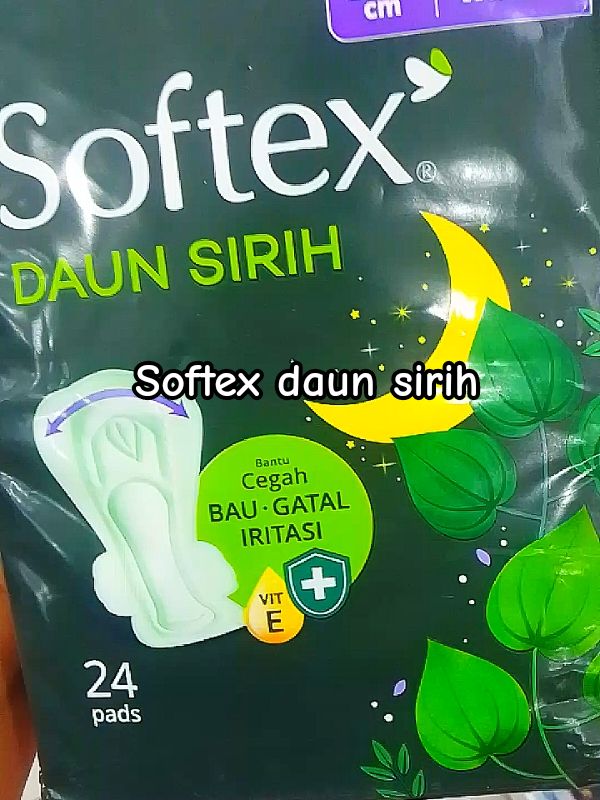 cm
Softex®
DAUN SIRIH
Softex daun sirih
Bantu
Cegah
BAU · GATAL
IRITASI
VIT
E
24
pads